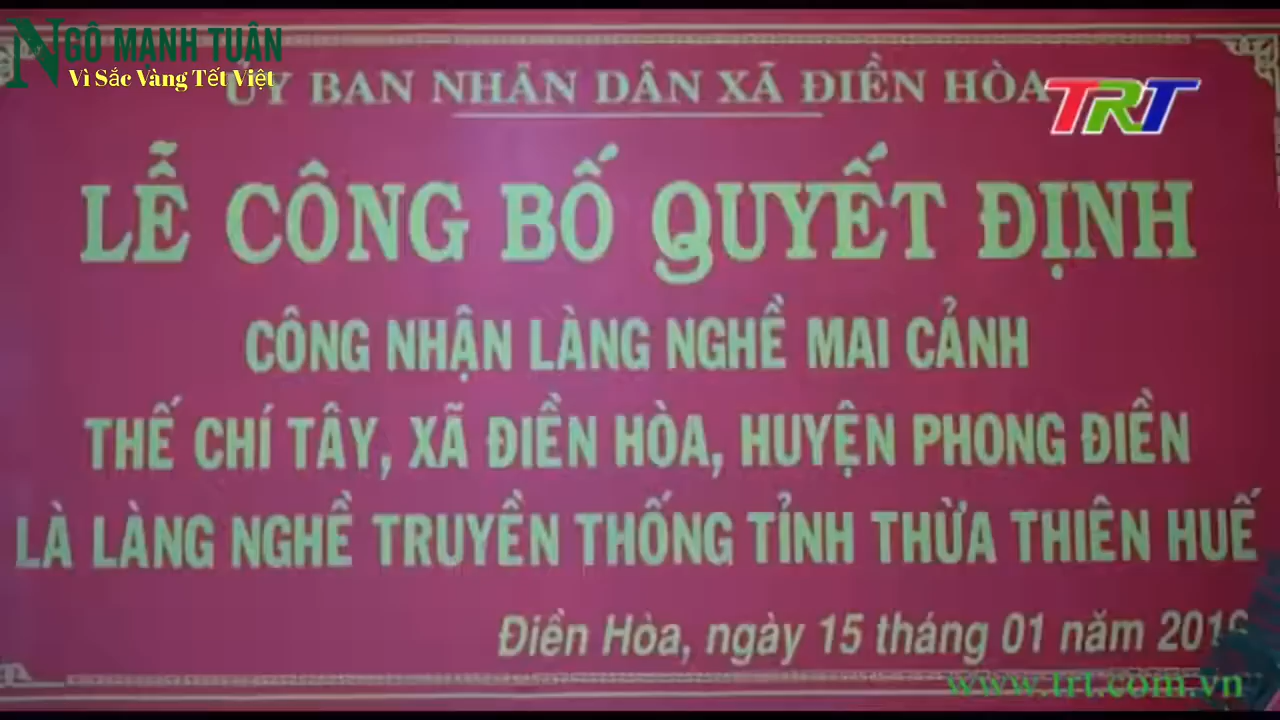 NGÔ MẠNH TUÂN
Vì Sắc Vàng Tết Việt
ỦY BAN NHÂN DÂN XÃ ĐIỀN HÒA
TRT
LỄ CÔNG BỐ QUYẾT ĐỊNH
CÔNG NHẬN LÀNG NGHỀ MAI CẢNH
THẾ CHÍ TÂY, XÃ ĐIỀN HÒA, HUYỆN PHONG ĐIỀN
LÀ LÀNG NGHỀ TRUYỀN THỐNG TỈNH THỪA THIÊN HUẾ
Điền Hòa, ngày 15 tháng 01 năm
www.trt.com.vn